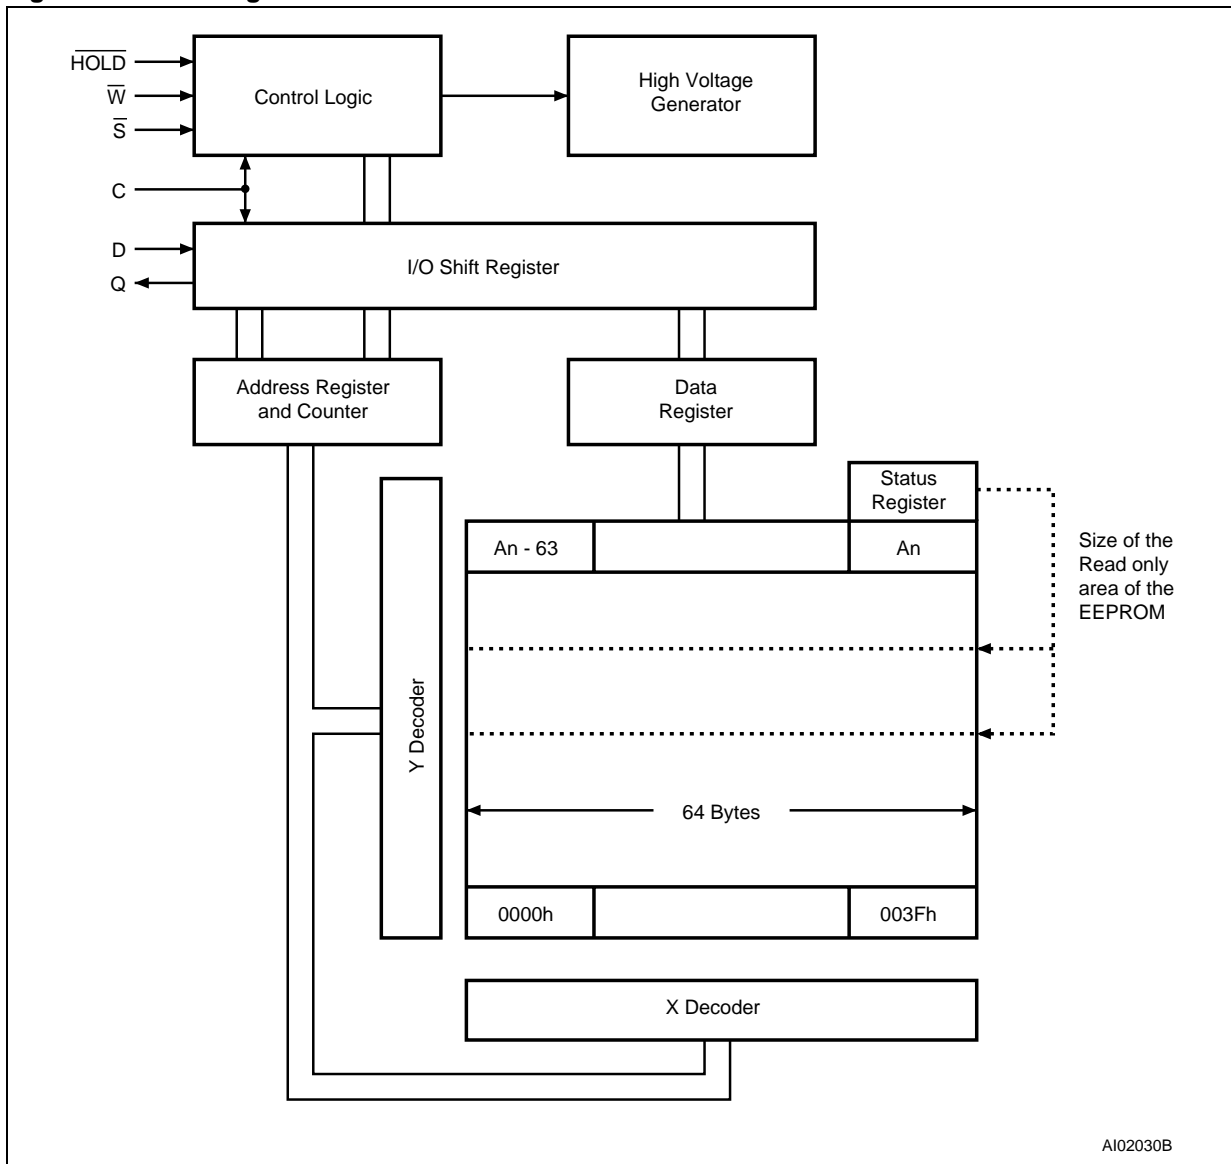 HOLD
W
S
C
D
Q
Control Logic
High Voltage
Generator
I/O Shift Register
Address Register
and Counter
Data
Register
Status
Register
An - 63
An
Size of the
Read only
area of the
EEPROM
Y Decoder
64 Bytes
0000h
003Fh
X Decoder
AI02030B